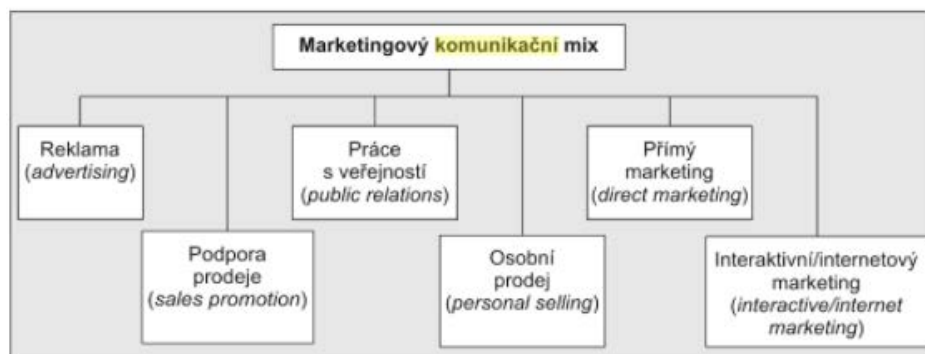 Marketingový komunikační mix
Reklama
(advertising)
Práce
s veřejností
(public relations)
Přímý
marketing
(direct marketing)
Podpora
prodeje
(sales promotion)
Osobní
prodej
(personal selling)
Interaktivní/internetový
marketing
(interactive/internet
marketing)